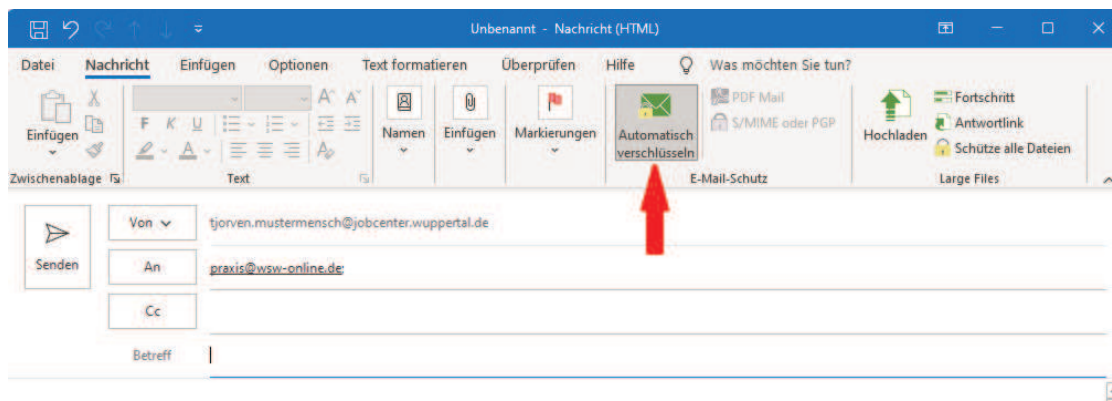 Unbenannt - Nachricht (HTML)
Datei Nachricht Einfügen Optionen Text formatieren Überprüfen Hilfe Was möchten Sie tun?
Einfügen
F K U
A
Namen
Einfügen
Markierungen
Automatisch
verschlüsseln
PDF Mail
S/MIME oder PGP
Hochladen
Fortschritt
Antwortlink
Schütze alle Dateien
Zwischenablage Text E-Mail-Schutz Large Files
Senden
Von tjorven.mustermensch@jobcenter.wuppertal.de
An praxis@wsw-online.de;
Cc
Betreff